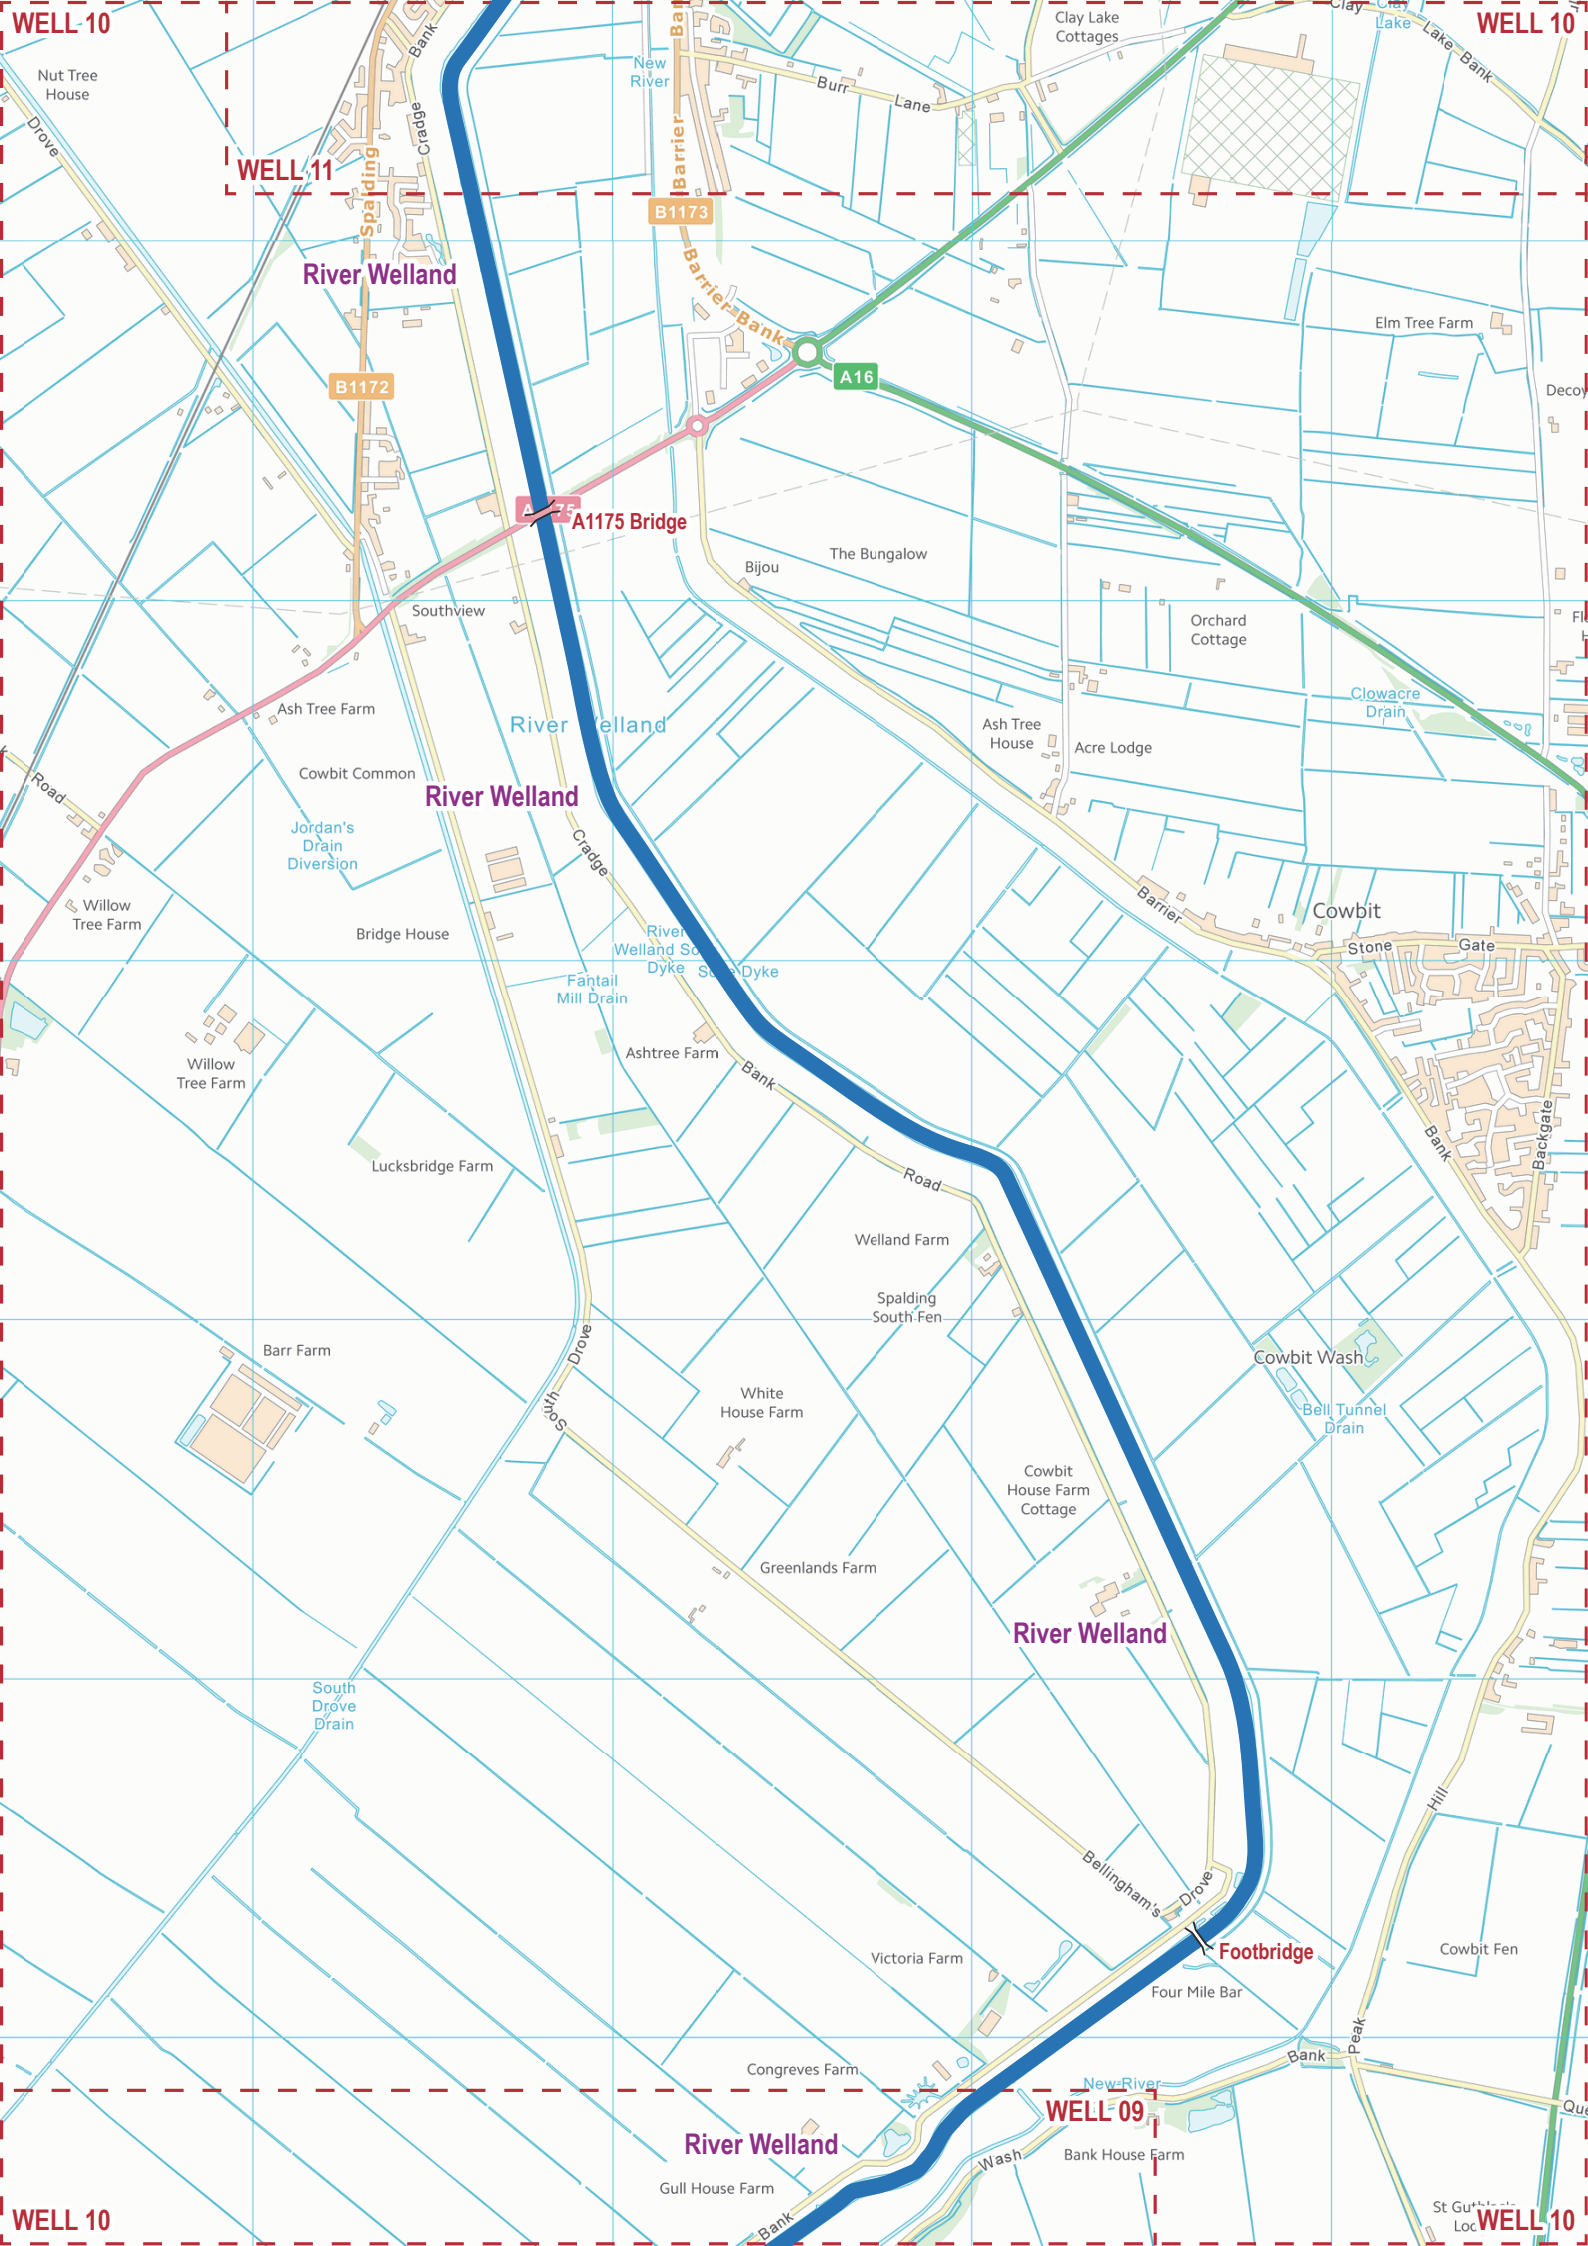 WELL 10
WELL 10
Clay Lake
Cottages
Clay
Lake
Clay
Lake
Bank
Nut Tree
House
Drove
Bank
Cradge
Spalding
New
River
Barrier
Burr
Lane
WELL 11
Barrier
B1173
Barrier Bank
River Welland
Elm Tree Farm
A16
B1172
A1175 Bridge
The Bungalow
Bijou
Southview
Orchard
Cottage
Clowacre
Drain
Ash Tree Farm
River
Ash Tree
House
Acre Lodge
Cowbit Common
River Welland
Road
Jordan's
Drain
Diversion
Cradge
Willow
Tree Farm
Bridge House
Barrier
Cowbit
Stone
Gate
River
Welland
Dyke
Dyke
Fantail
Mill Drain
Ashtree Farm
Willow
Tree Farm
Bank
Bank
Backgate
Lucksbridge Farm
Road
Welland Farm
Spalding
South Fen
Drove
South
Barr Farm
Cowbit Wash
White
House Farm
Bell Tunnel
Drain
Cowbit
House Farm
Cottage
Greenlands Farm
River Welland
South
Drove
Drain
Hill
Bellingham's
Drove
Footbridge
Victoria Farm
Cowbit Fen
Four Mile Bar
Peak
Bank
Congreves Farm
New River
WELL 09
River Welland
Wash
Bank House Farm
Gull House Farm
Bank
WELL 10
WELL 10